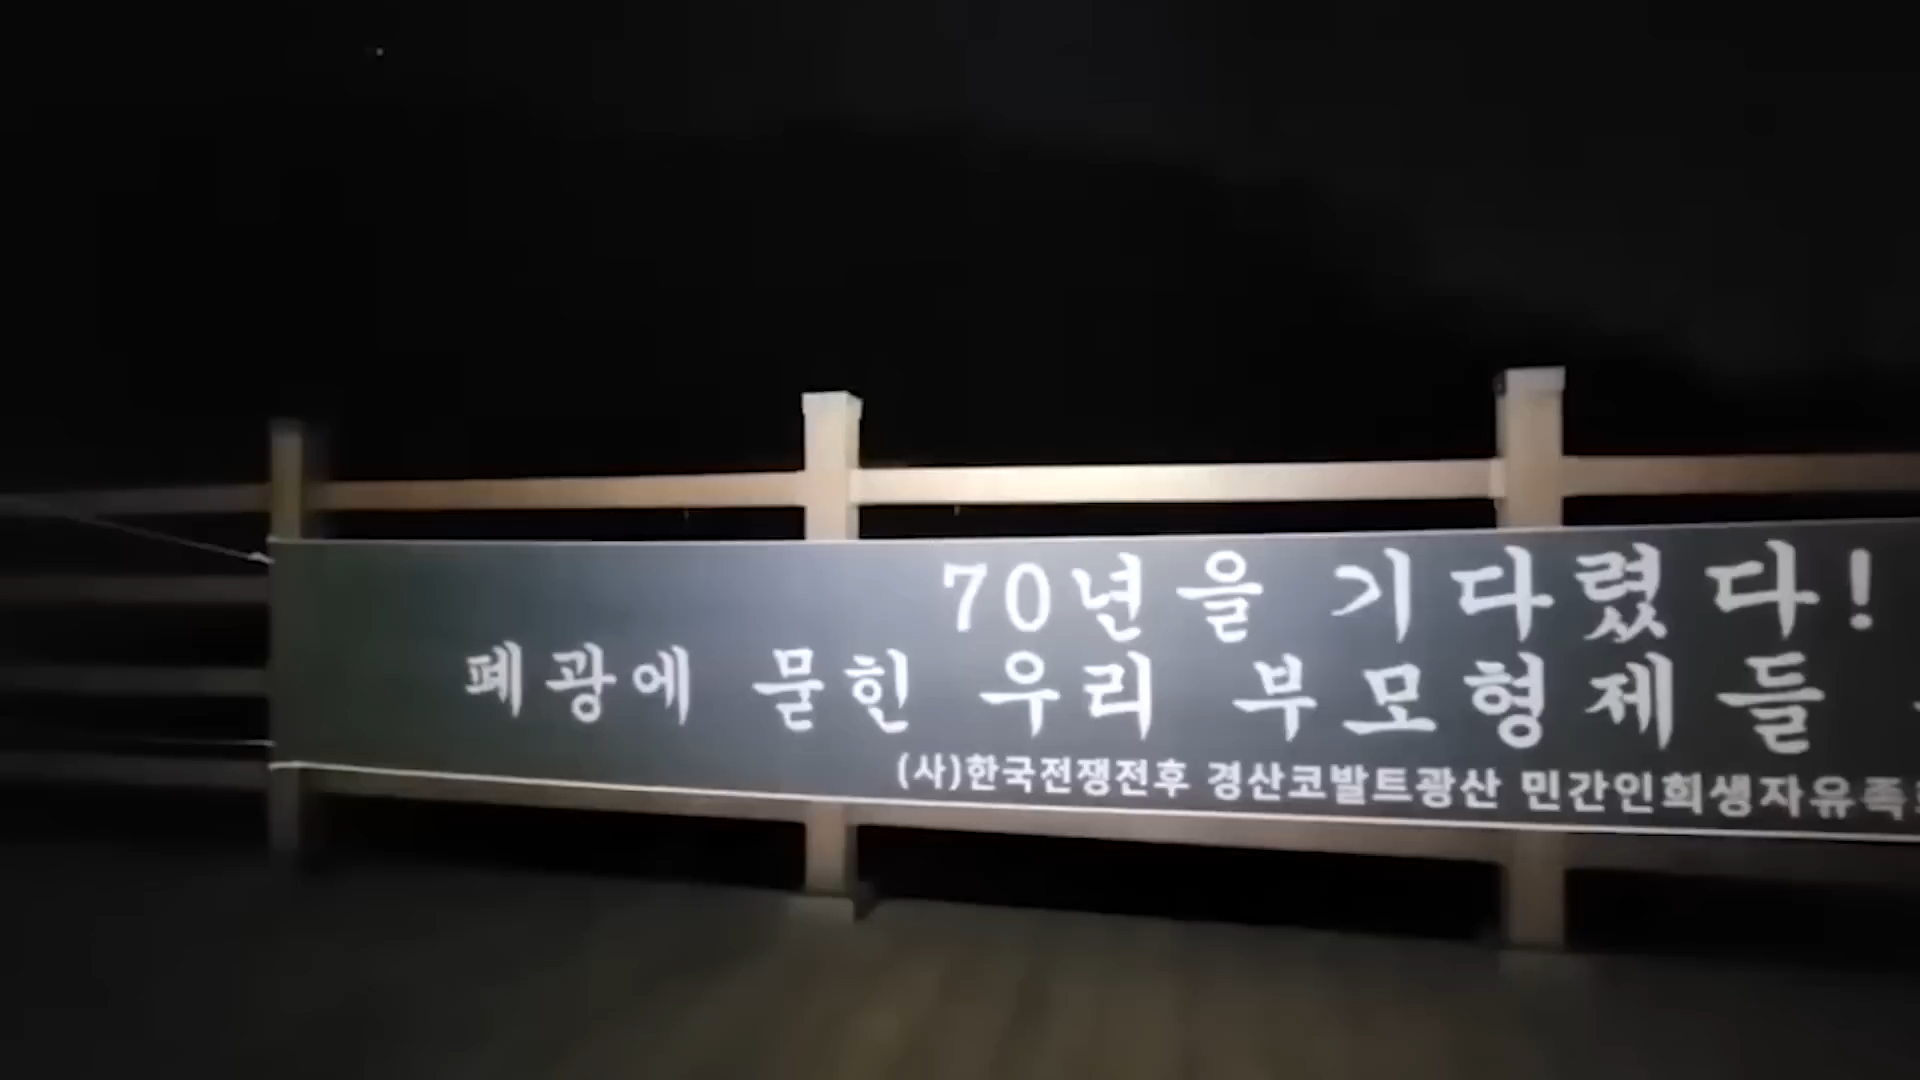 70년을 기다렸다!
폐광에 묻힌 우리 부모형제들
(사)한국전쟁전후 경산코발트광산 민간인희생자유족